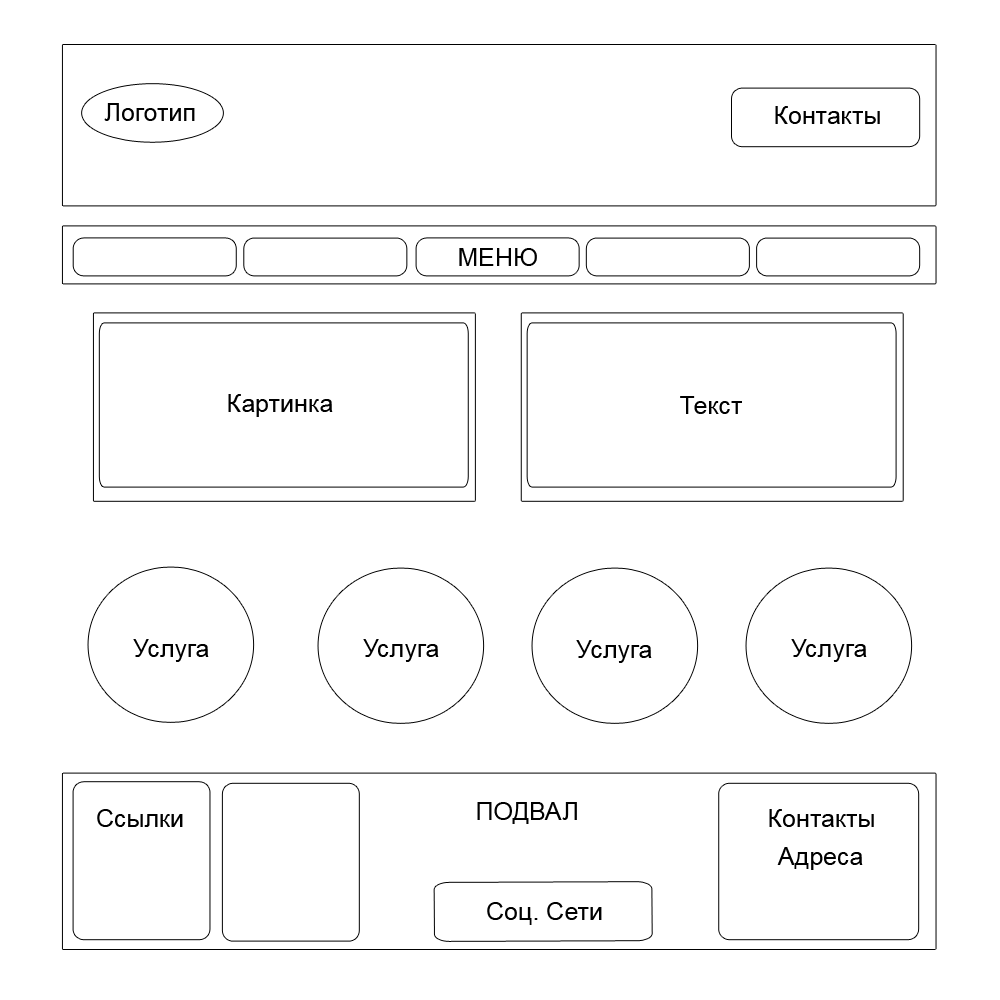 Логотип
Контакты
МЕНЮ
Картинка
Текст
Услуга
Услуга
Услуга
Услуга
Ссылки
ПОДВАЛ
Соц. Сети
Контакты
Адреса